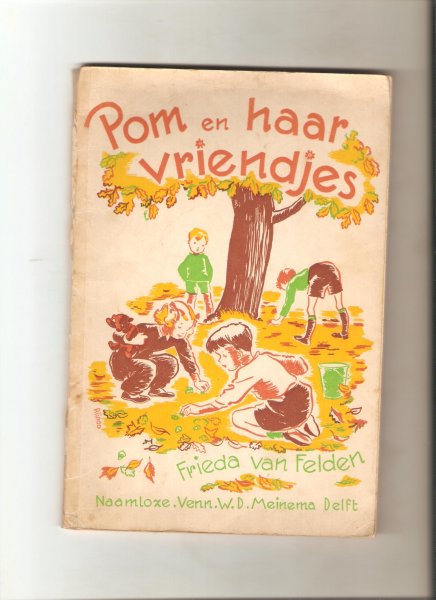 Pom en haar
vriendjes
Frieda van Felden
Naamloze.Venn.W.D.Meinema Delft